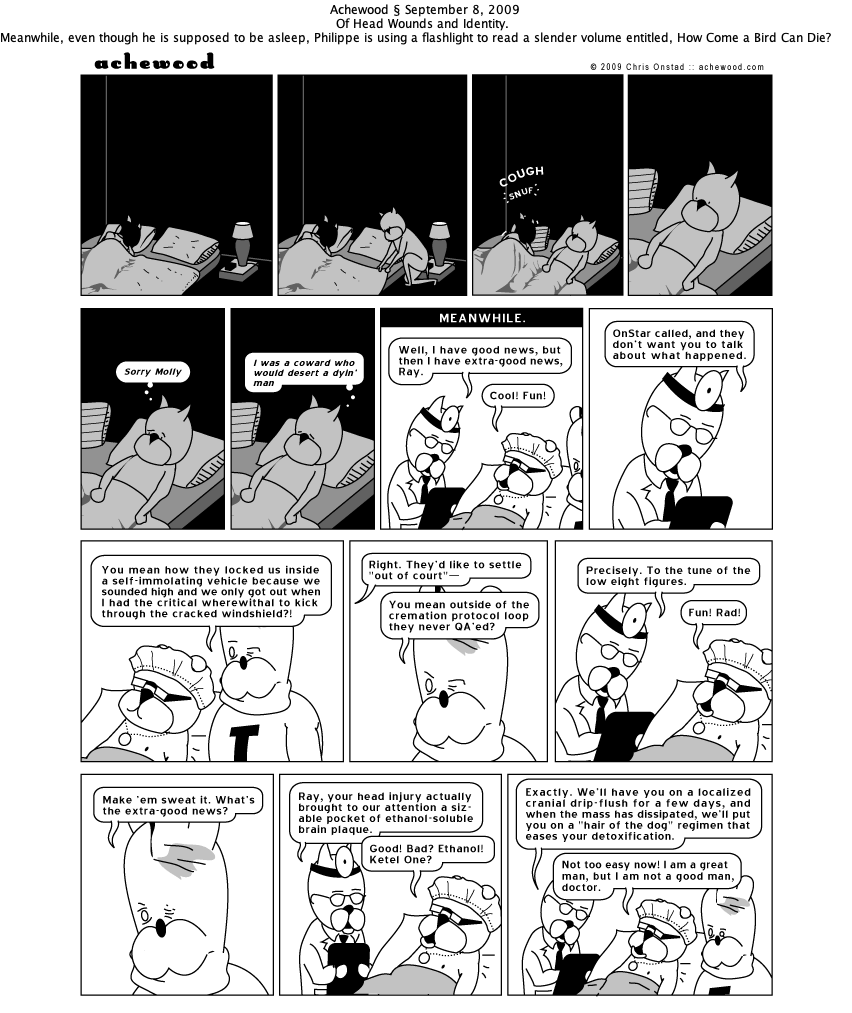 Achewood § September 8, 2009
Of Head Wounds and Identity.
Meanwhile, even though he is supposed to be asleep, Philippe is using a flashlight to read a slender volume entitled, How Come a Bird Can Die?
achewood
© 2009 Chris Onstad :: achewood.com
COUGH
SNUF
Sorry Molly
I was a coward who
would desert a dyin'
man
MEANWHILE.
Well, I have good news, but
then I have extra-good news,
Ray.
Cool! Fun!
OnStar called, and they
don't want you to talk
about what happened.
You mean how they locked us inside
a self-immolating vehicle because we
sounded high and we only got out when
I had the critical wherewithal to kick
through the cracked windshield?!
T
Right. They'd like to settle
"out of court"—
You mean outside of the
cremation protocol loop
they never QA'ed?
Precisely. To the tune of the
low eight figures.
Fun! Rad!
Make 'em sweat it. What's
the extra-good news?
Ray, your head injury actually
brought to our attention a siz-
able pocket of ethanol-soluble
brain plaque.
Good! Bad? Ethanol!
Ketel One?
Exactly. We'll have you on a localized
cranial drip-flush for a few days, and
when the mass has dissipated, we'll put
you on a "hair of the dog" regimen that
eases your detoxification.
Not too easy now! I am a great
man, but I am not a good man,
doctor.